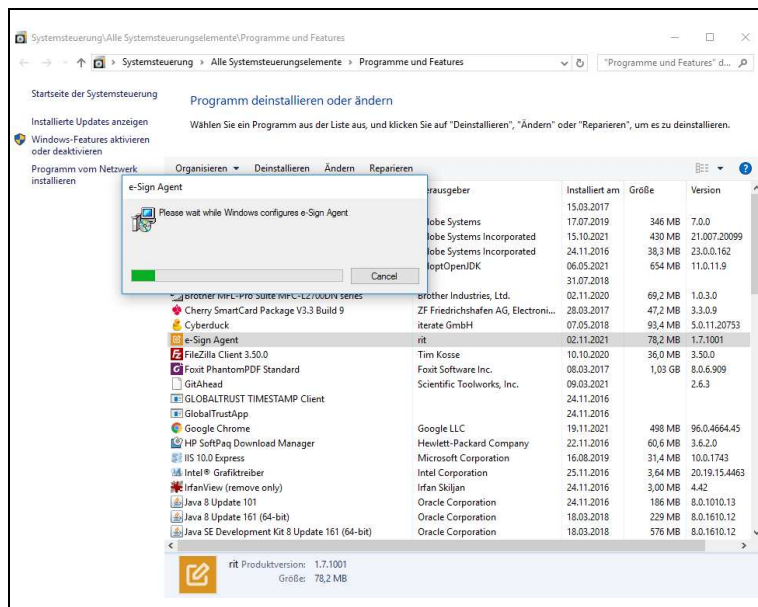 Systemsteuerung\Alle Systemsteuerungselemente\Programme und Features
Systemsteuerung > Alle Systemsteuerungselemente > Programme und Features
"Programme und Features" d...
Startseite der Systemsteuerung
Installierte Updates anzeigen
Windows-Features aktivieren
oder deaktivieren
Programm vom Netzwerk
installieren
Programm deinstallieren oder ändern
Wählen Sie ein Programm aus der Liste aus, und klicken Sie auf "Deinstallieren", "Ändern" oder "Reparieren", um es zu deinstallieren.
Organisieren Deinstallieren Ändern Reparieren
e-Sign Agent
Please wait while Windows configures e-Sign Agent
Cancel
erausgeber Installiert am Größe Version
15.03.2017
dobe Systems 17.07.2019 346 MB 7.0.0
dobe Systems Incorporated 15.10.2021 430 MB 21.007.20099
dobe Systems Incorporated 24.11.2016 38,3 MB 23.0.0.162
doptOpenJDK 06.05.2021 654 MB 11.0.11.9
31.07.2018
Brother MFL-Pro Suite MFC-L2700DN series Brother Industries, Ltd. 02.11.2020 69,2 MB 1.0.3.0
Cherry SmartCard Package V3.3 Build 9 ZF Friedrichshafen AG, Electroni... 28.03.2017 47,2 MB 3.3.0.9
Cyberduck iterate GmbH 07.05.2018 93,4 MB 5.0.11.20753
e-Sign Agent rit 02.11.2021 78,2 MB 1.7.1001
FileZilla Client 3.50.0 Tim Kosse 10.10.2020 36,0 MB 3.50.0
Foxit PhantomPDF Standard Foxit Software Inc. 08.03.2017 1,03 GB 8.0.6.909
GitAhead Scientific Toolworks, Inc. 09.03.2021 2.6.3
GLOBALTRUST TIMESTAMP Client 24.11.2016
GlobalTrustApp 24.11.2016
Google Chrome Google LLC 19.11.2021 498 MB 96.0.4664.45
HP SoftPaq Download Manager Hewlett-Packard Company 22.11.2016 60,6 MB 3.6.2.0
IIS 10.0 Express Microsoft Corporation 16.08.2019 31,4 MB 10.0.1743
Intel® Grafiktreiber Intel Corporation 25.11.2016 3,64 MB 20.19.15.4463
IrfanView (remove only) Irfan Skiljan 24.11.2016 3,00 MB 4.42
Java 8 Update 101 Oracle Corporation 24.11.2016 186 MB 8.0.1010.13
Java 8 Update 161 (64-bit) Oracle Corporation 18.03.2018 229 MB 8.0.1610.12
Java SE Development Kit 8 Update 161 (64-bit) Oracle Corporation 18.03.2018 576 MB 8.0.1610.12
rit Produktversion: 1.7.1001
Größe: 78,2 MB